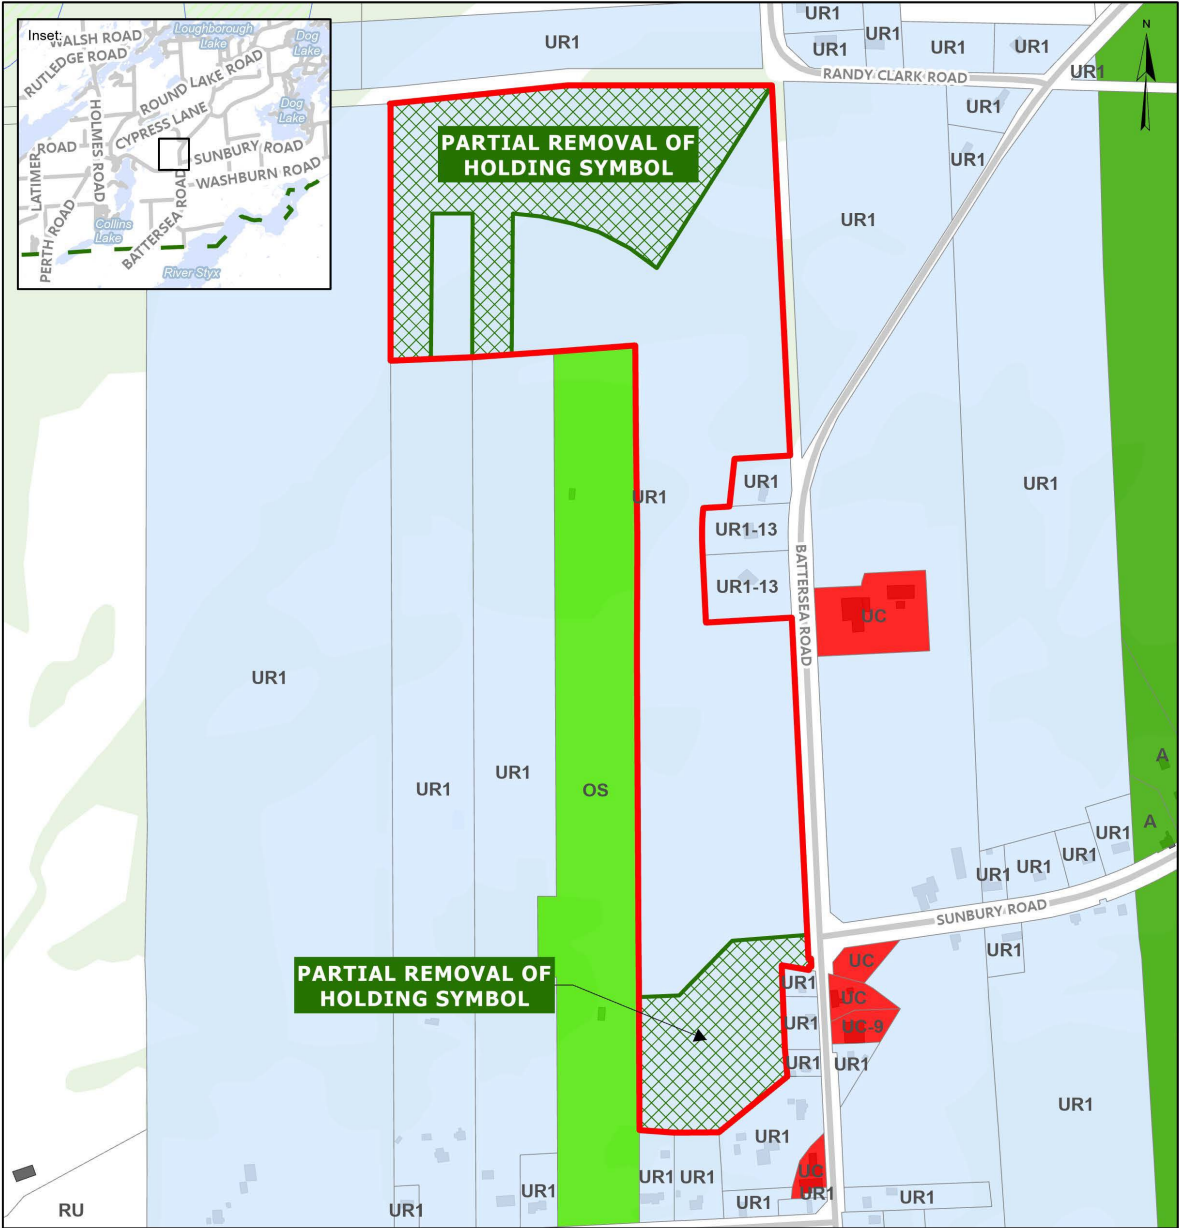 Inset:
WALSH ROAD
RUTLEDGE ROAD
Loughborough
Lake
Dog
Lake
ROUND LAKE ROAD
HOLMES ROAD
CYPRESS LANE
Dog
Lake
ROAD
LATIMER
SUNBURY ROAD
WASHBURN ROAD
BATTERSEA ROAD
PERTH ROAD
Collins
Lake
River Styx
UR1
UR1
UR1
UR1
UR1
UR1
N
RANDY CLARK ROAD
UR1
UR1
UR1
PARTIAL REMOVAL OF
HOLDING SYMBOL
UR1
UR1
UR1
UR1
UR1
UR1-13
UR1-13
BATTERSEA ROAD
UC
UR1
UR1
UR1
OS
A
A
UR1
UR1
UR1
UR1
SUNBURY ROAD
UR1
UC
PARTIAL REMOVAL OF
HOLDING SYMBOL
UR1
UC
UR1
UC-9
UR1
UR1
UR1
UR1
UC
UR1
UR1
UR1
UR1
UR1
UR1
UR1
RU